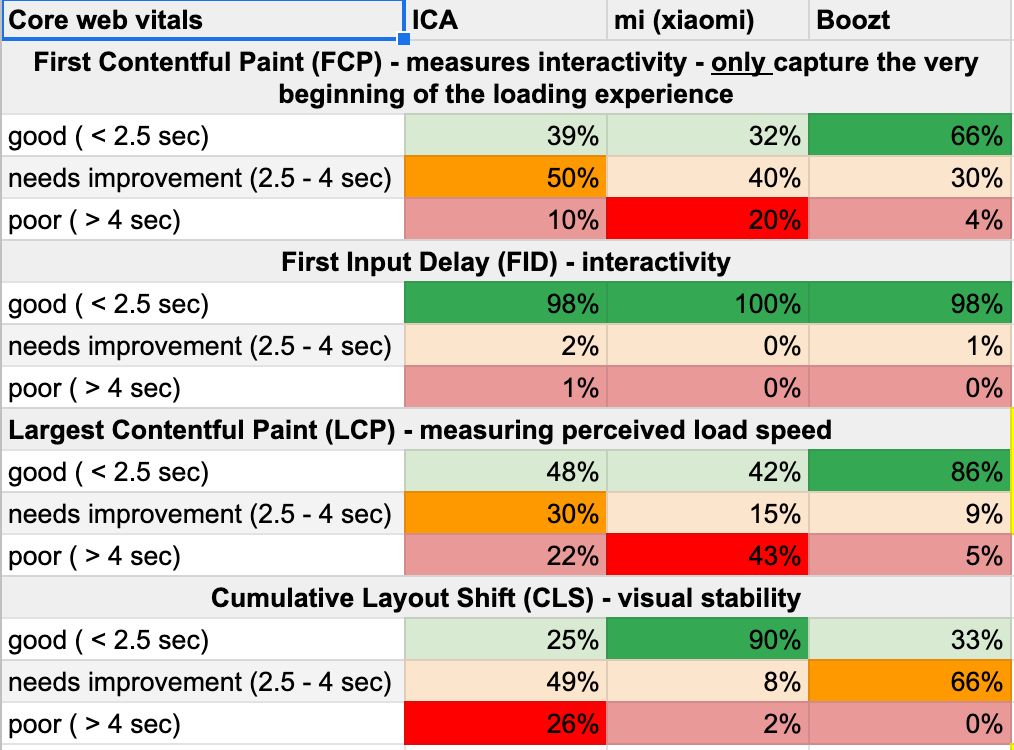 Core web vitals ICA mi (xiaomi) Boozt
First Contentful Paint (FCP) - measures interactivity - only capture the very
beginning of the loading experience
good ( < 2.5 sec) 39% 32% 66%
needs improvement (2.5 - 4 sec) 50% 40% 30%
poor ( > 4 sec) 10% 20% 4%
First Input Delay (FID) - interactivity
good ( < 2.5 sec) 98% 100% 98%
needs improvement (2.5 - 4 sec) 2% 0% 1%
poor ( > 4 sec) 1% 0% 0%
Largest Contentful Paint (LCP) - measuring perceived load speed
good ( < 2.5 sec) 48% 42% 86%
needs improvement (2.5 - 4 sec) 30% 15% 9%
poor ( > 4 sec) 22% 43% 5%
Cumulative Layout Shift (CLS) - visual stability
good ( < 2.5 sec) 25% 90% 33%
needs improvement (2.5 - 4 sec) 49% 8% 66%
poor ( > 4 sec) 26% 2% 0%